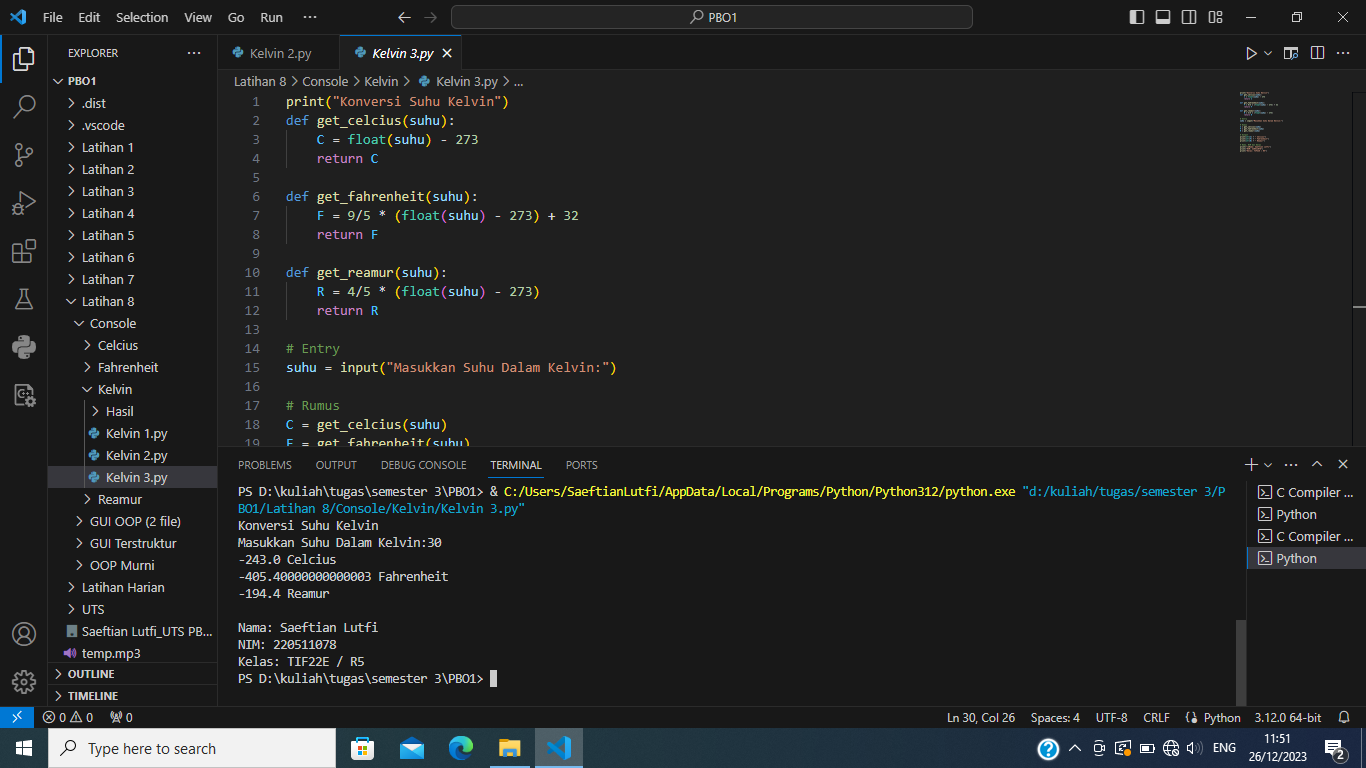 File Edit Selection View Go Run ··· PBO1
EXPLORER ···
Kelvin 2.py Kelvin 3.py
PBO1
.dist
.vscode
Latihan 1
Latihan 2
Latihan 3
Latihan 4
Latihan 5
Latihan 6
Latihan 7
Latihan 8
Console
Celcius
Fahrenheit
Kelvin
Hasil
Kelvin 1.py
Kelvin 2.py
Kelvin 3.py
Reamur
GUI OOP (2 file)
GUI Terstruktur
OOP Murni
Latihan Harian
UTS
Saeftian Lutfi_UTS PB...
temp.mp3
OUTLINE
TIMELINE
Latihan 8 > Console > Kelvin > Kelvin 3.py > ...
1 print("Konversi Suhu Kelvin")
2 def get_celcius(suhu):
3 C = float(suhu) - 273
4 return C
5
6 def get_fahrenheit(suhu):
7 F = 9/5 * (float(suhu) - 273) + 32
8 return F
9
10 def get_reamur(suhu):
11 R = 4/5 * (float(suhu) - 273)
12 return R
13
14 # Entry
15 suhu = input("Masukkan Suhu Dalam Kelvin:")
16
17 # Rumus
18 C = get_celcius(suhu)
19 F = get_fahrenheit(suhu)
PROBLEMS OUTPUT DEBUG CONSOLE TERMINAL PORTS
PS D:\kuliah\tugas\semester 3\PBO1> & C:/Users/SaeftianLutfi/AppData/Local/Programs/Python/Python312/python.exe "d:/kuliah/tugas/semester 3/P
BO1/Latihan 8/Console/Kelvin/Kelvin 3.py"
Konversi Suhu Kelvin
Masukkan Suhu Dalam Kelvin:30
-243.0 Celcius
-405.40000000000003 Fahrenheit
-194.4 Reamur
Nama: Saeftian Lutfi
NIM: 220511078
Kelas: TIF22E / R5
PS D:\kuliah\tugas\semester 3\PBO1>
C Compiler ...
Python
C Compiler ...
Python
0 0 0 Ln 30, Col 26 Spaces: 4 UTF-8 CRLF Python 3.12.0 64-bit
Type here to search
ENG
11:51
26/12/2023
2